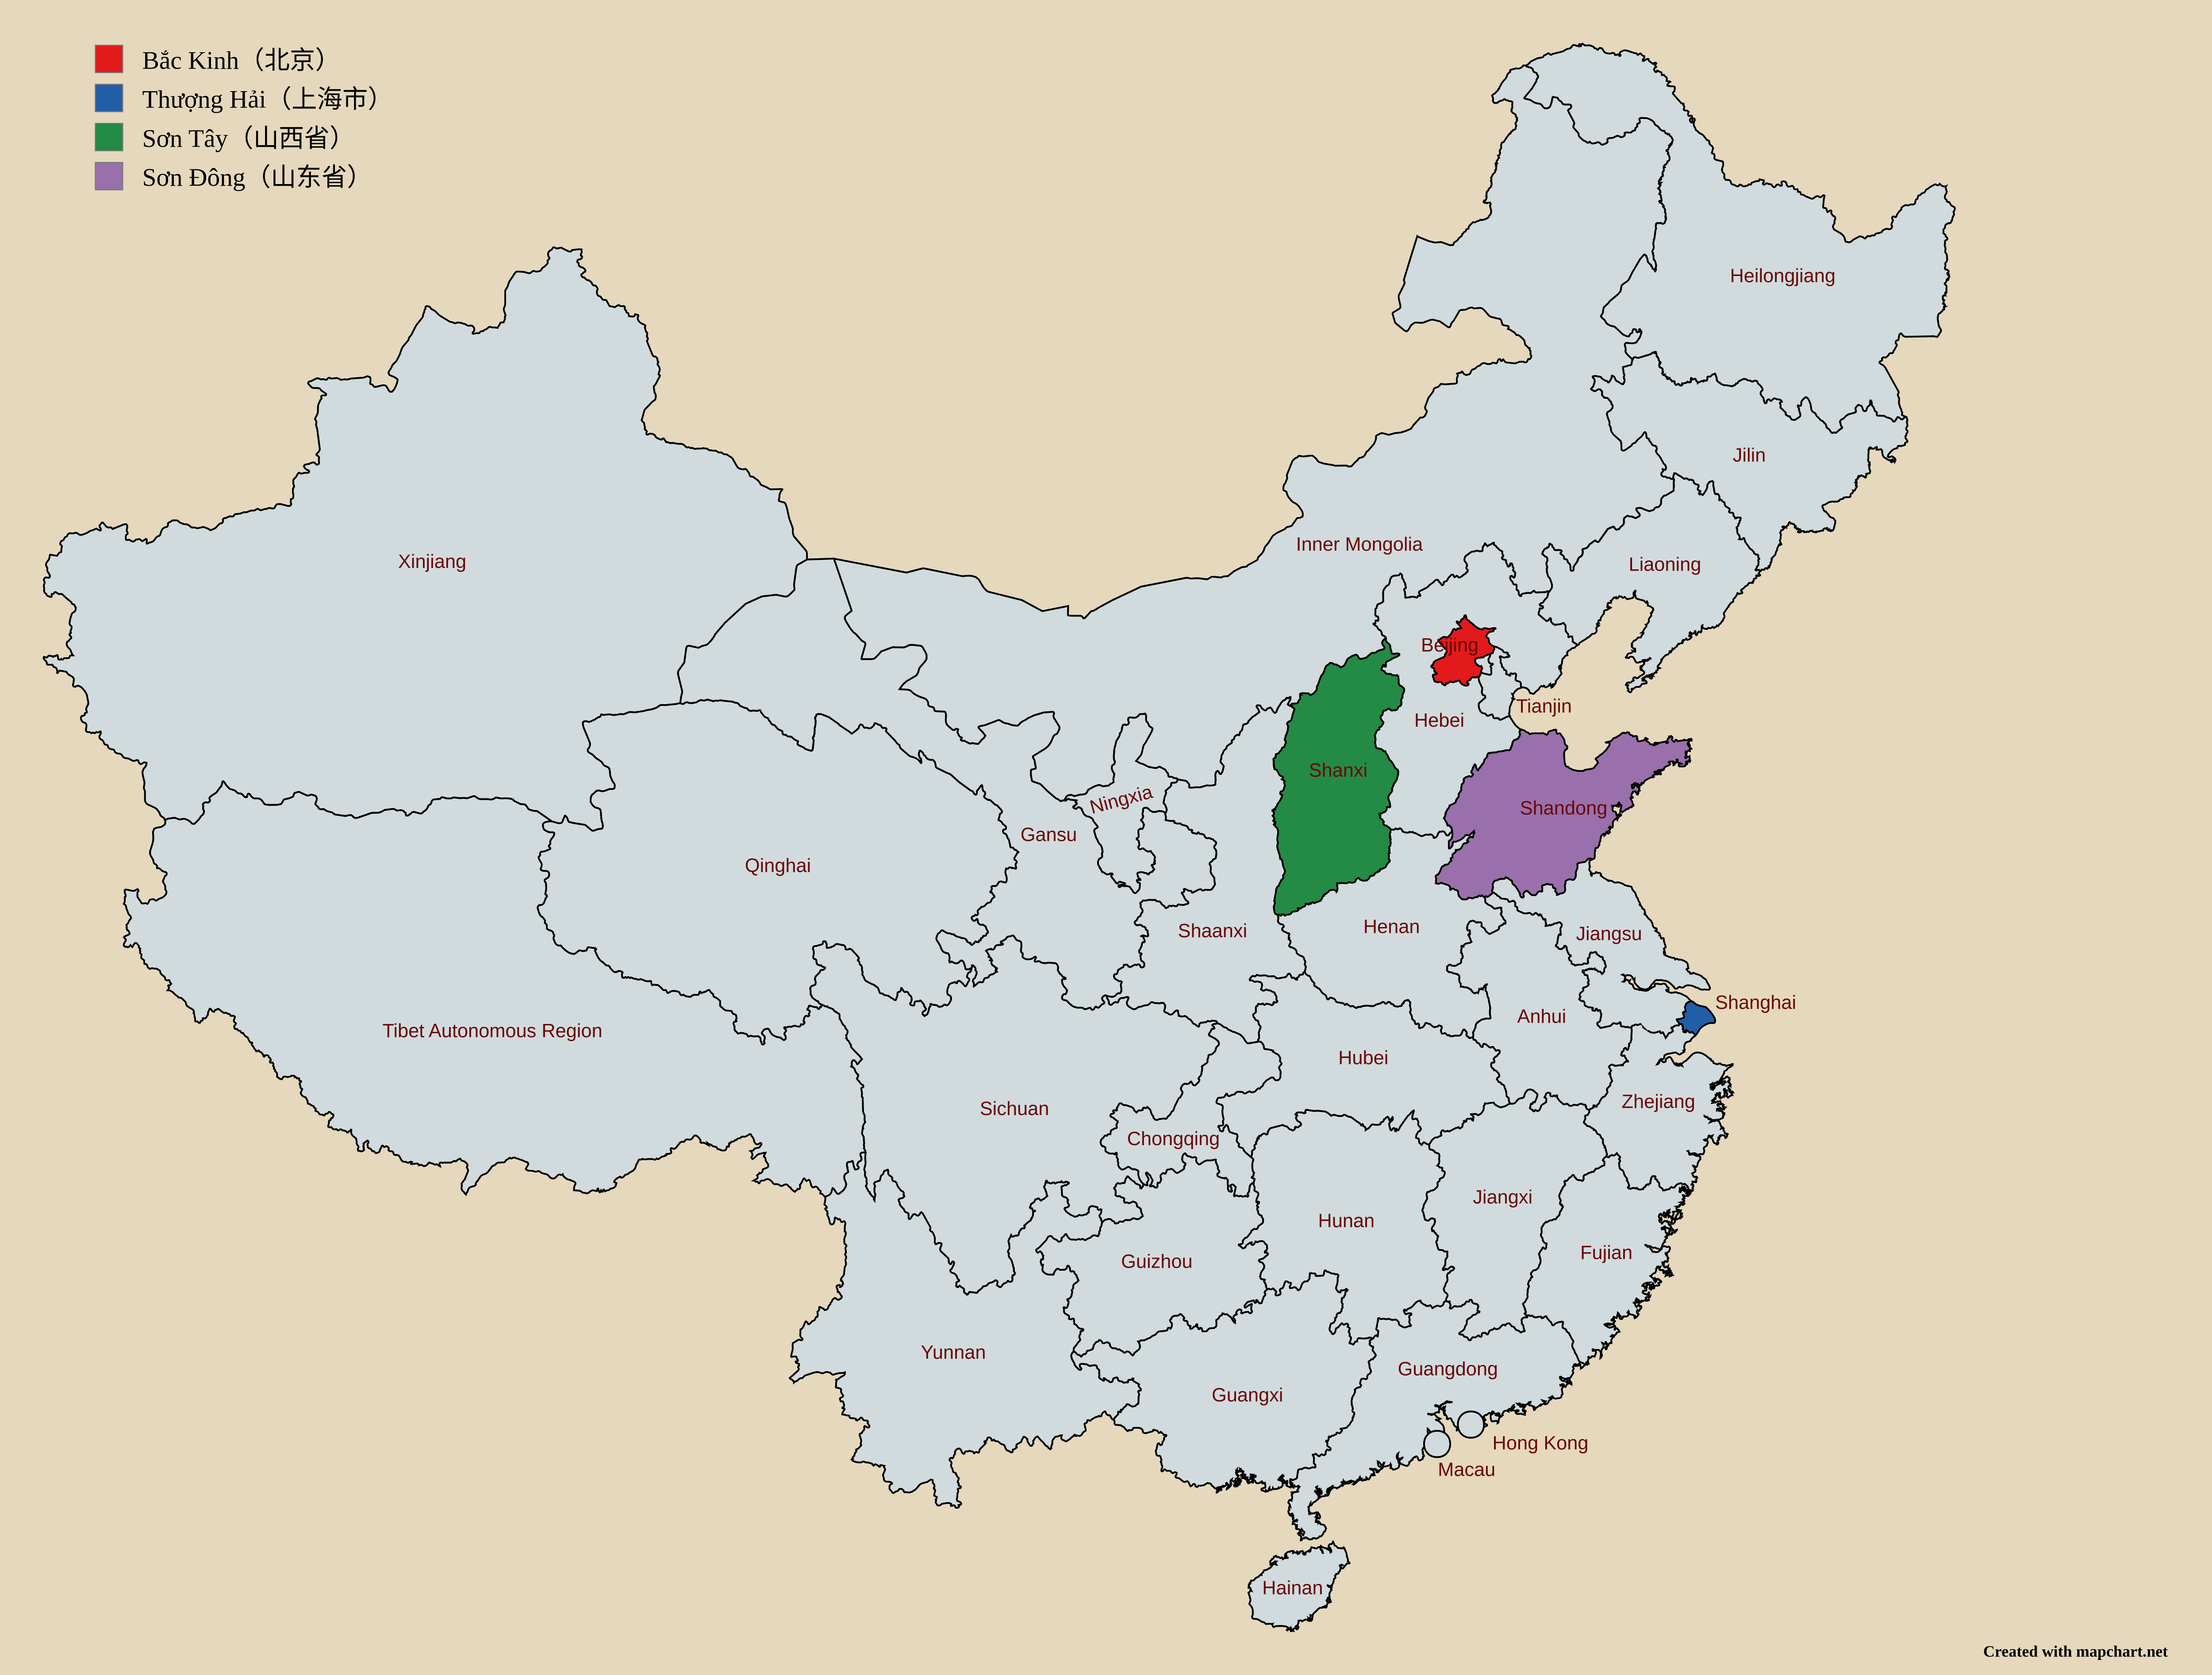 Bắc Kinh（北京）
Thượng Hải（上海市）
Sơn Tây（山西省）
Sơn Đông（山东省）
Heilongjiang
Jilin
Inner Mongolia
Xinjiang
Liaoning
Beijing
Tianjin
Hebei
Shanxi
Ningxia
Shandong
Gansu
Qinghai
Shaanxi
Henan
Jiangsu
Shanghai
Anhui
Tibet Autonomous Region
Hubei
Zhejiang
Sichuan
Chongqing
Jiangxi
Hunan
Fujian
Guizhou
Yunnan
Guangdong
Guangxi
Hong Kong
Macau
Hainan
Created with mapchart.net